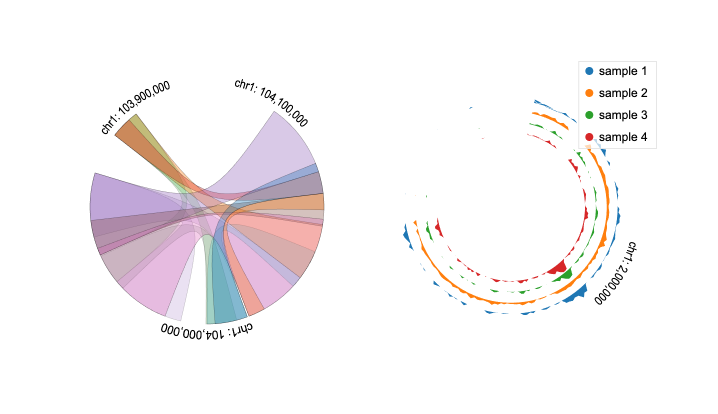 chr1: 103,900,000
chr1: 104,100,000
chr1: 104,000,000
sample 1
sample 2
sample 3
sample 4
chr1: 2,000,000